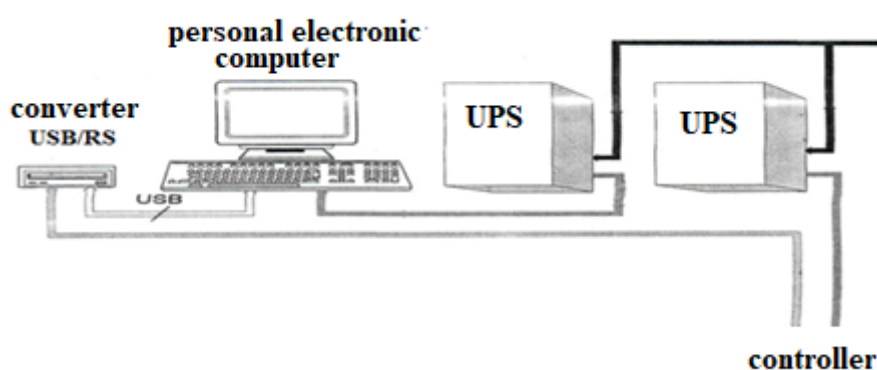 personal electronic
computer
converter
USB/RS
UPS
UPS
USB
controller